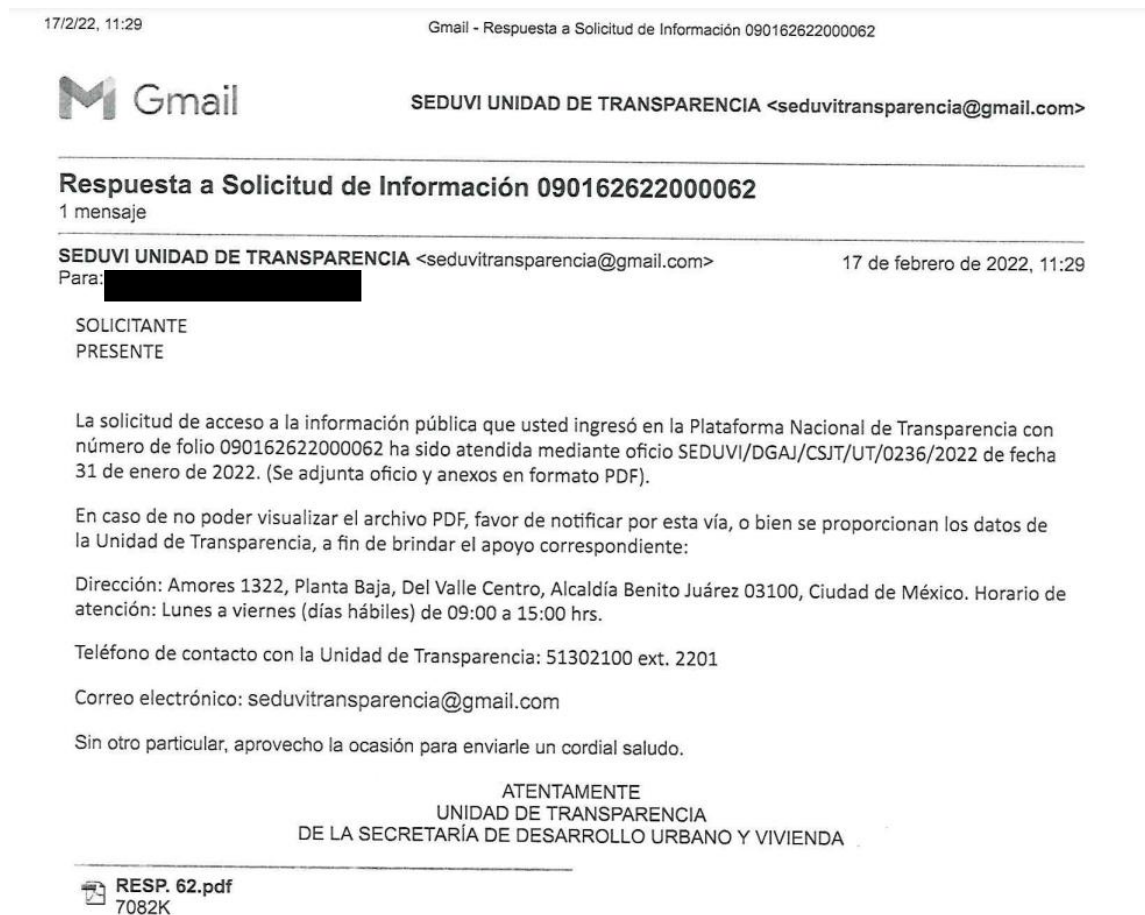 17/2/22, 11:29
Gmail - Respuesta a Solicitud de Información 090162622000062
Gmail
SEDUVI UNIDAD DE TRANSPARENCIA <seduvitransparencia@gmail.com>
Respuesta a Solicitud de Información 090162622000062
1 mensaje
SEDUVI UNIDAD DE TRANSPARENCIA <seduvitransparencia@gmail.com>
17 de febrero de 2022, 11:29
Para:
SOLICITANTE
PRESENTE
La solicitud de acceso a la información pública que usted ingresó en la Plataforma Nacional de Transparencia con
número de folio 090162622000062 ha sido atendida mediante oficio SEDUVI/DGAJ/CSJT/UT/0236/2022 de fecha
31 de enero de 2022. (Se adjunta oficio y anexos en formato PDF).
En caso de no poder visualizar el archivo PDF, favor de notificar por esta vía, o bien se proporcionan los datos de
la Unidad de Transparencia, a fin de brindar el apoyo correspondiente:
Dirección: Amores 1322, Planta Baja, Del Valle Centro, Alcaldía Benito Juárez 03100, Ciudad de México. Horario de
atención: Lunes a viernes (días hábiles) de 09:00 a 15:00 hrs.
Teléfono de contacto con la Unidad de Transparencia: 51302100 ext. 2201
Correo electrónico: seduvitransparencia@gmail.com
Sin otro particular, aprovecho la ocasión para enviarle un cordial saludo.
ATENTAMENTE
UNIDAD DE TRANSPARENCIA
DE LA SECRETARÍA DE DESARROLLO URBANO Y VIVIENDA
RESP. 62.pdf
7082K